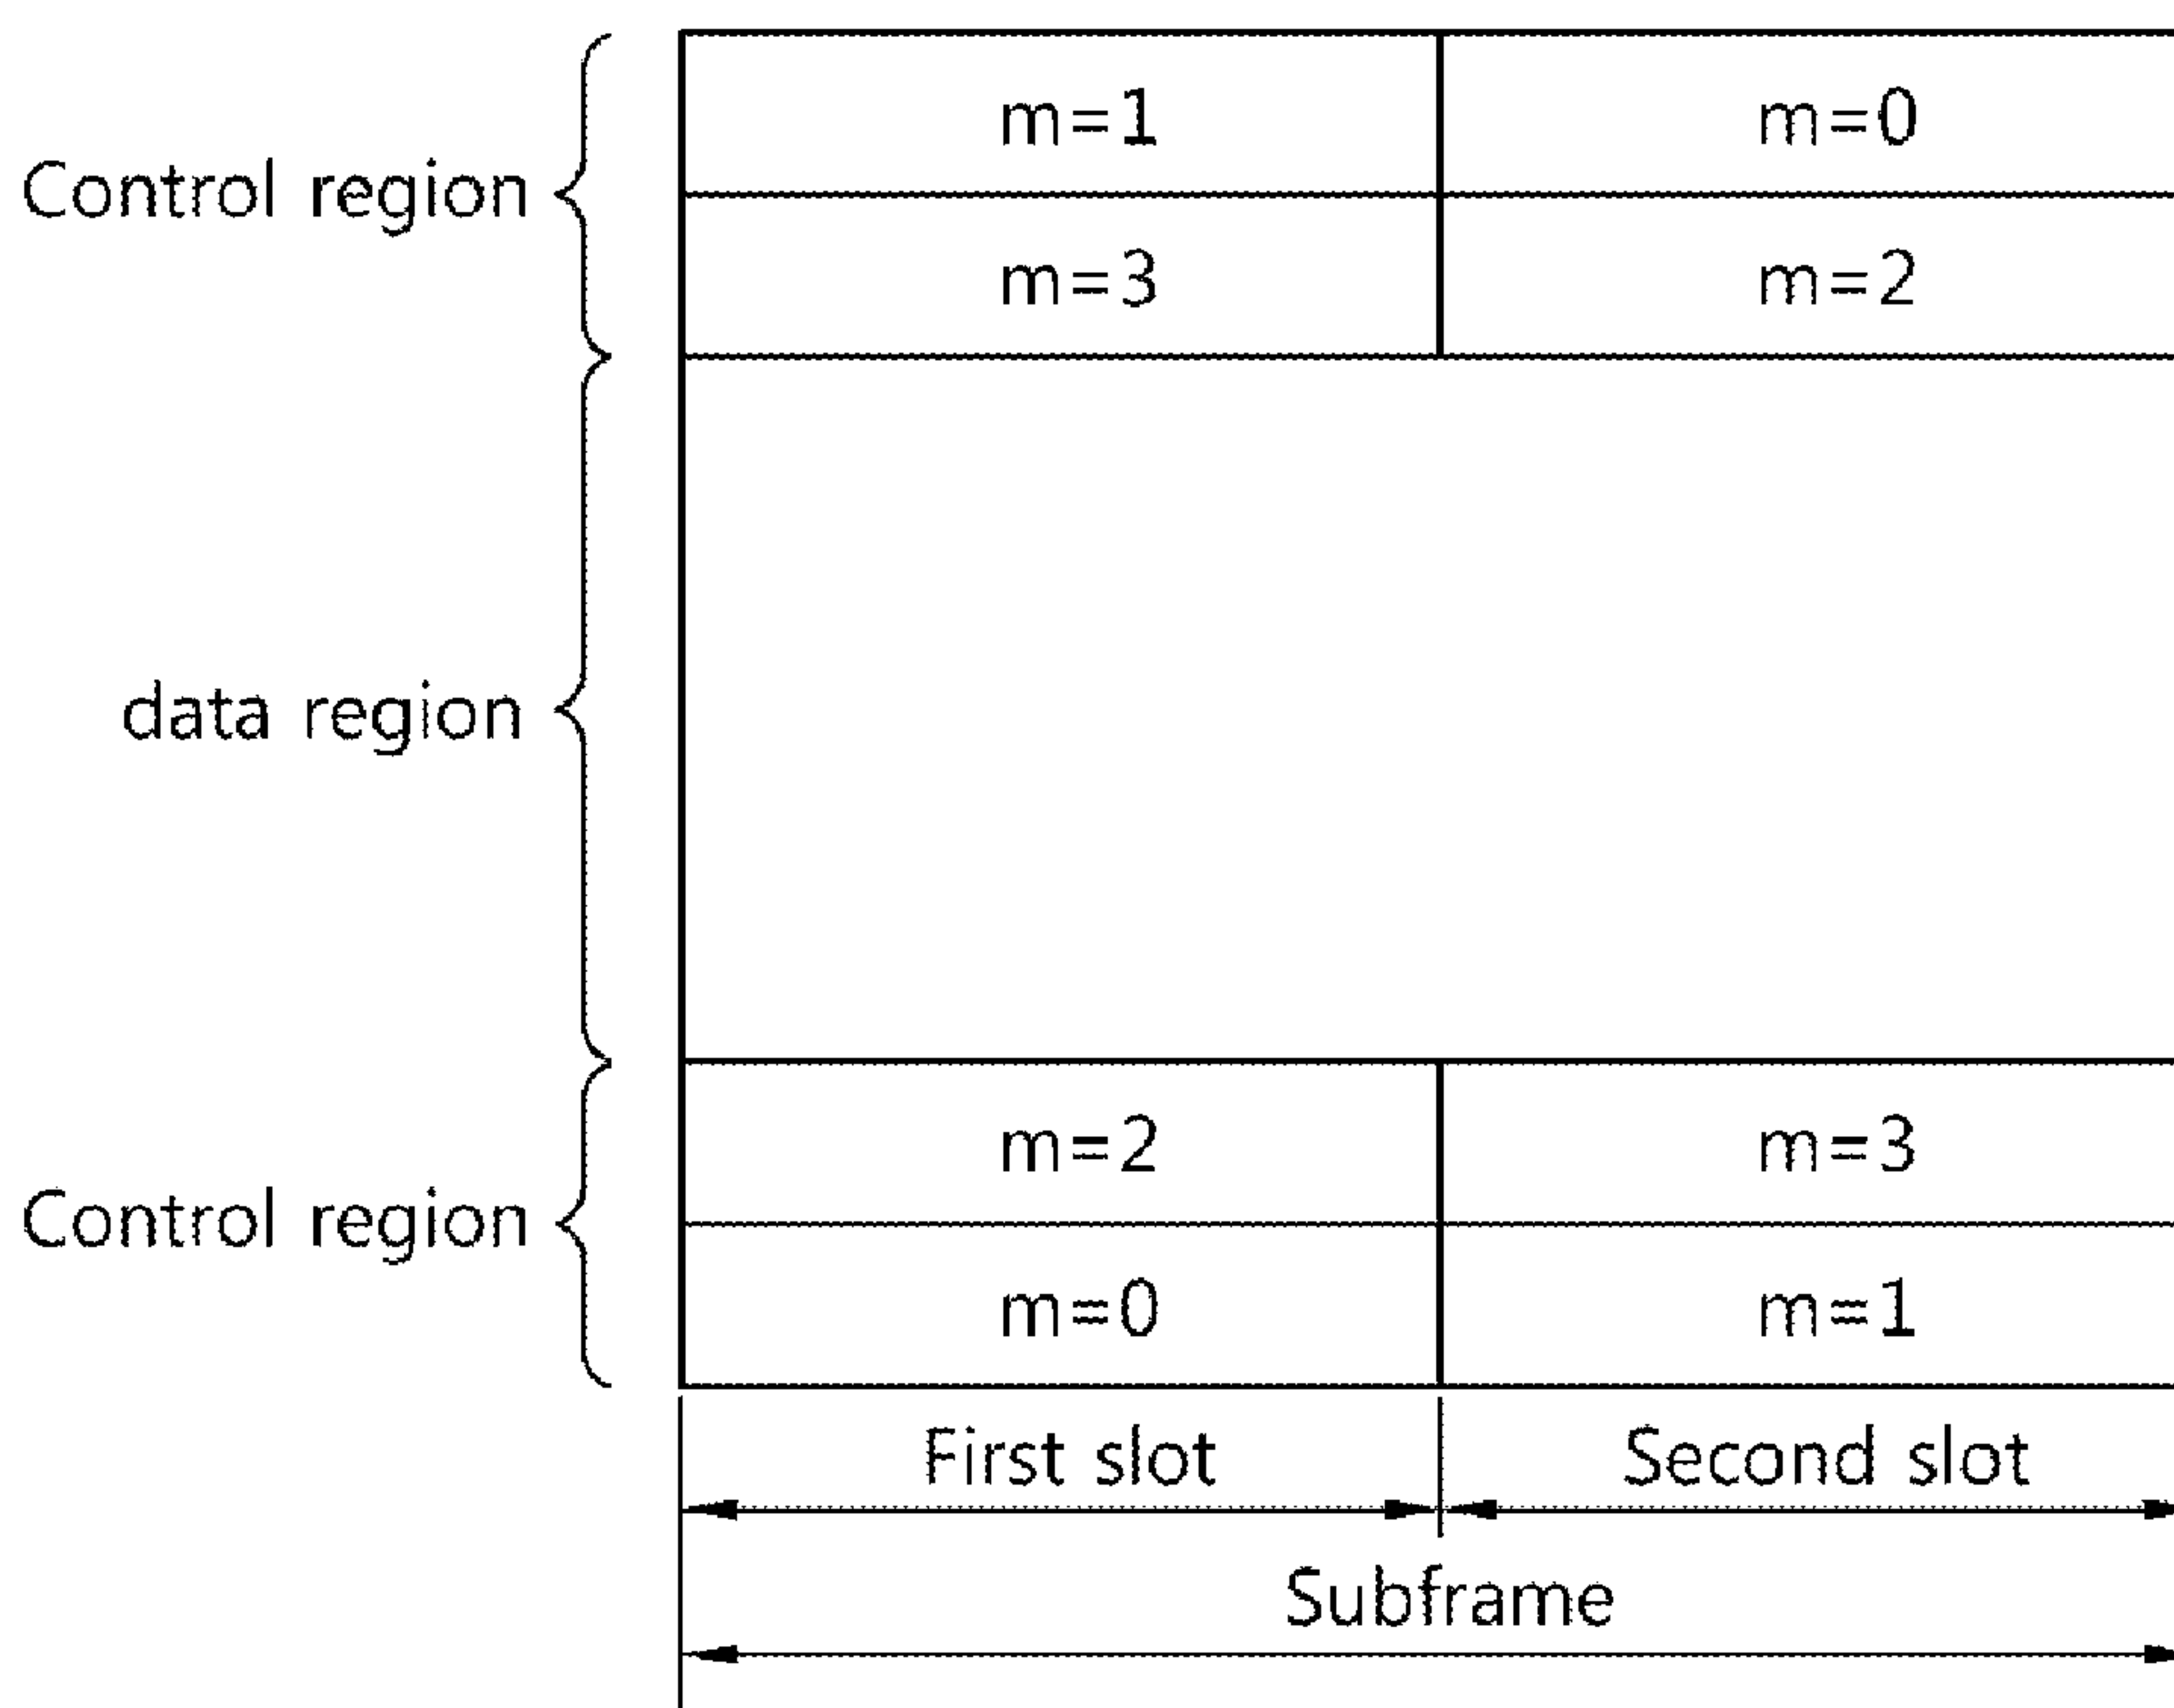 m=1 m=0
Control region
m=3 m=2
data region
m=2 m=3
Control region
m=0 m=1
First slot Second slot
Subframe